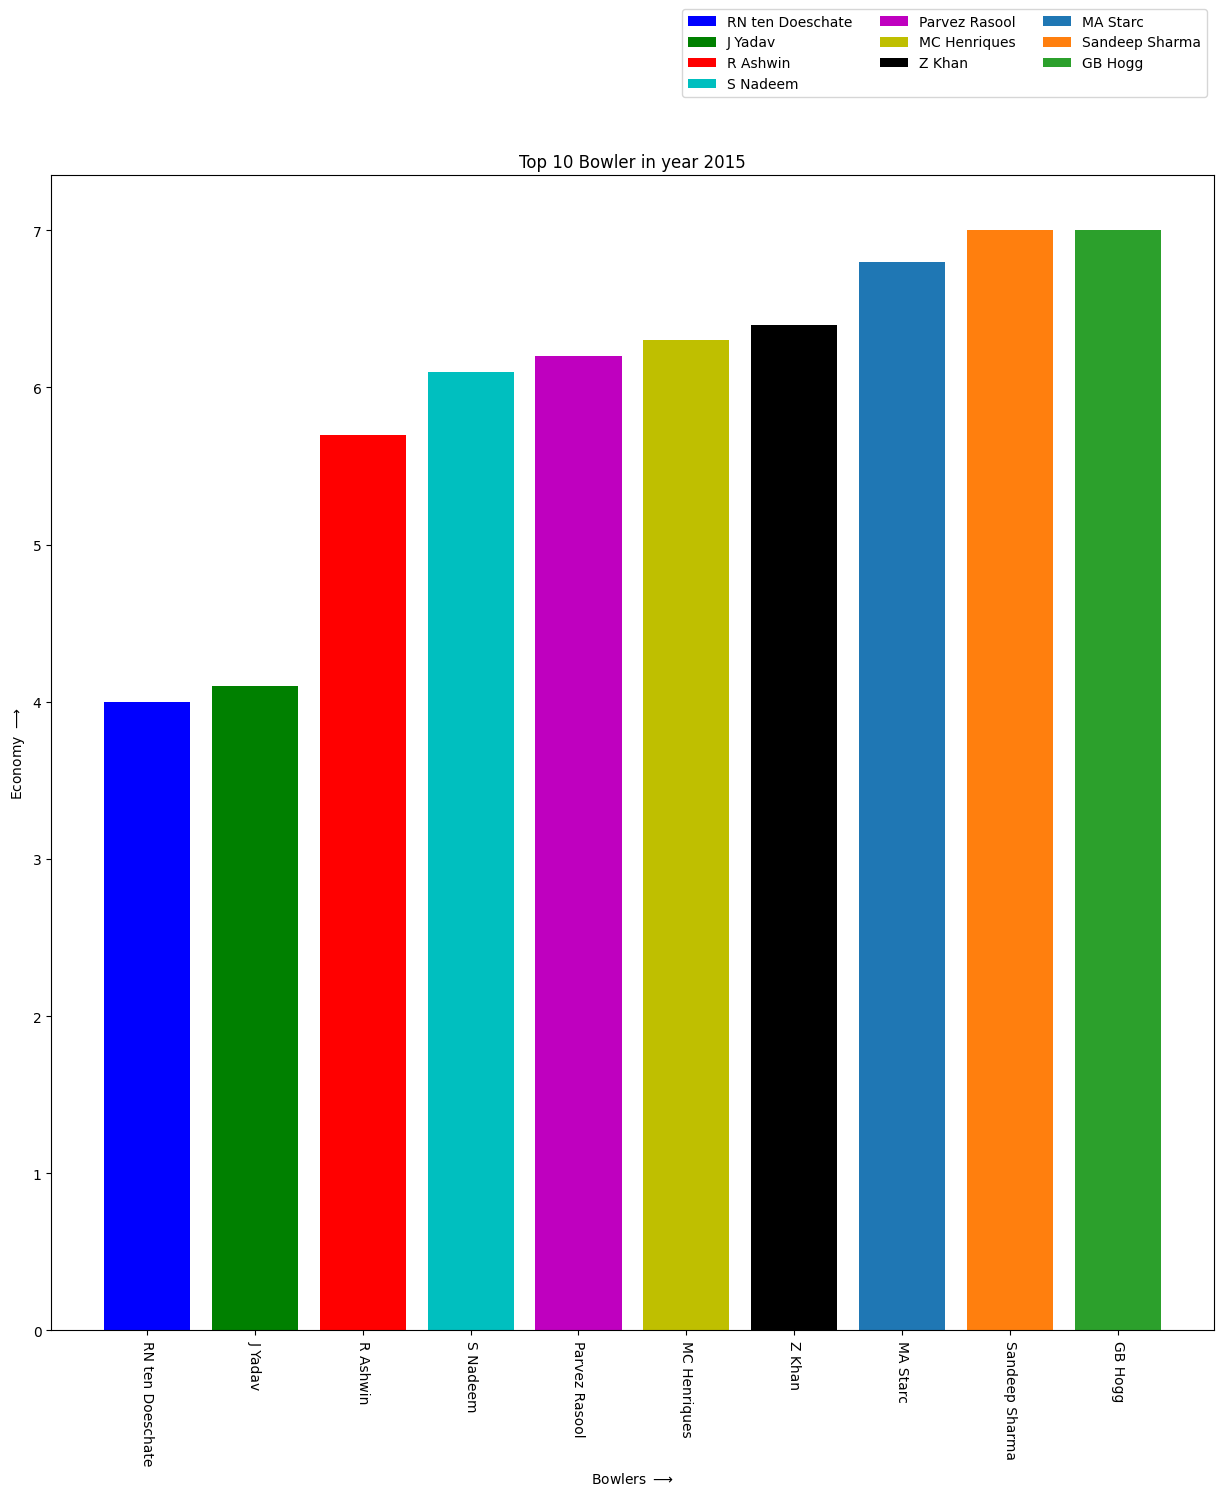 RN ten Doeschate
J Yadav
R Ashwin
S Nadeem
Parvez Rasool
MC Henriques
Z Khan
MA Starc
Sandeep Sharma
GB Hogg
Top 10 Bowler in year 2015
Economy ⟶
7
6
5
4
3
2
1
0
RN ten Doeschate
J Yadav
R Ashwin
S Nadeem
Parvez Rasool
MC Henriques
Z Khan
MA Starc
Sandeep Sharma
GB Hogg
Bowlers ⟶